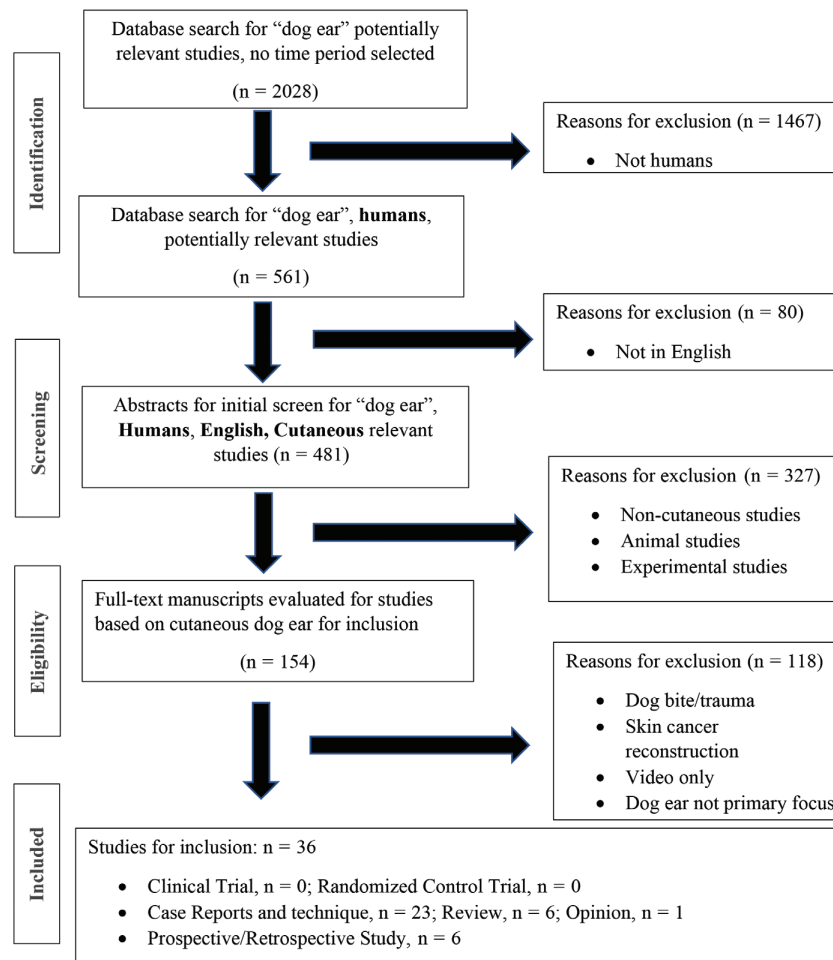 Database search for “dog ear” potentially
relevant studies, no time period selected
(n = 2028)
Identification
Reasons for exclusion (n = 1467)
• Not humans
Database search for “dog ear”, humans,
potentially relevant studies
(n = 561)
Reasons for exclusion (n = 80)
• Not in English
Screening
Abstracts for initial screen for “dog ear”,
Humans, English, Cutaneous relevant
studies (n = 481)
Reasons for exclusion (n = 327)
• Non-cutaneous studies
• Animal studies
• Experimental studies
Eligibility
Full-text manuscripts evaluated for studies
based on cutaneous dog ear for inclusion
(n = 154)
Reasons for exclusion (n = 118)
• Dog bite/trauma
• Skin cancer
reconstruction
• Video only
• Dog ear not primary focus
Included
Studies for inclusion: n = 36
• Clinical Trial, n = 0; Randomized Control Trial, n = 0
• Case Reports and technique, n = 23; Review, n = 6; Opinion, n = 1
• Prospective/Retrospective Study, n = 6